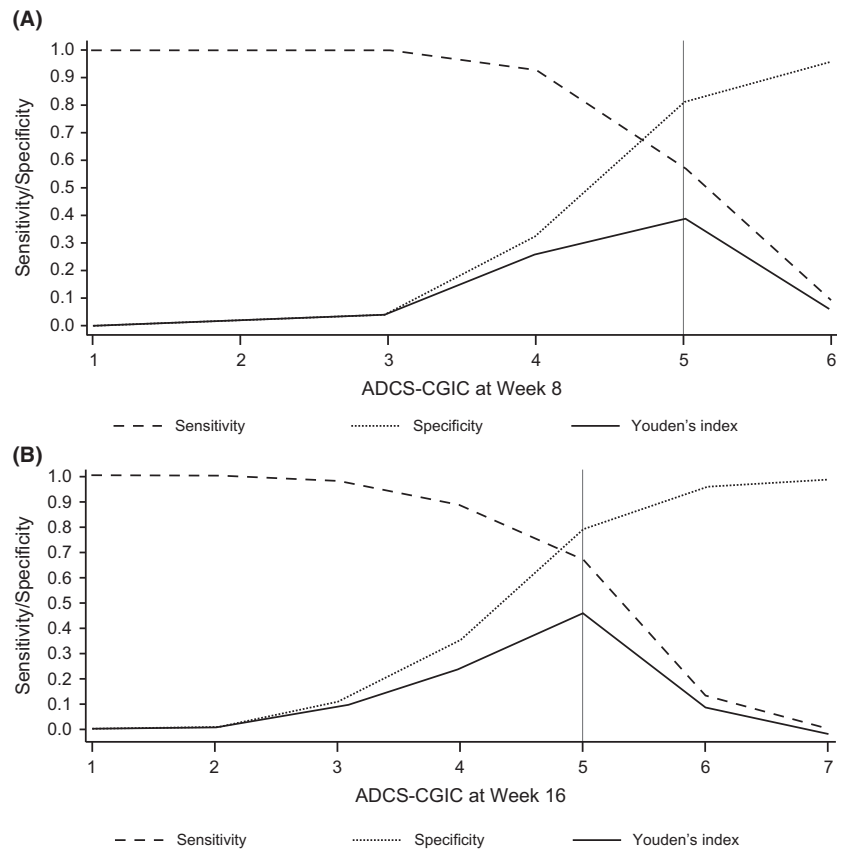 (A)
1.0
0.9
0.8
0.7
0.6
0.5
0.4
0.3
0.2
0.1
0.0
Sensitivity/Specificity
1 2 3 4 5 6
ADCS-CGIC at Week 8
Sensitivity Specificity Youden's index
(B)
1.0
0.9
0.8
0.7
0.6
0.5
0.4
0.3
0.2
0.1
0.0
Sensitivity/Specificity
1 2 3 4 5 6 7
ADCS-CGIC at Week 16
Sensitivity Specificity Youden's index